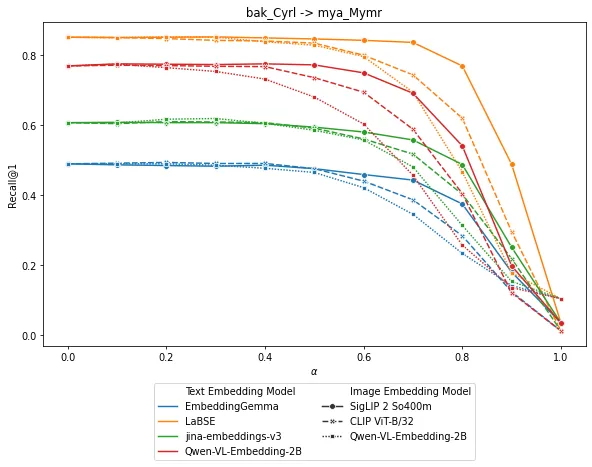 bak_Cyrl -> mya_Mymr
Recall@1
0.8
0.6
0.4
0.2
0.0
0.0 0.2 0.4 0.6 0.8 1.0
α
Text Embedding Model Image Embedding Model
EmbeddingGemma SigLIP 2 So400m
LaBSE CLIP ViT-B/32
jina-embeddings-v3 Qwen-VL-Embedding-2B
Qwen-VL-Embedding-2B